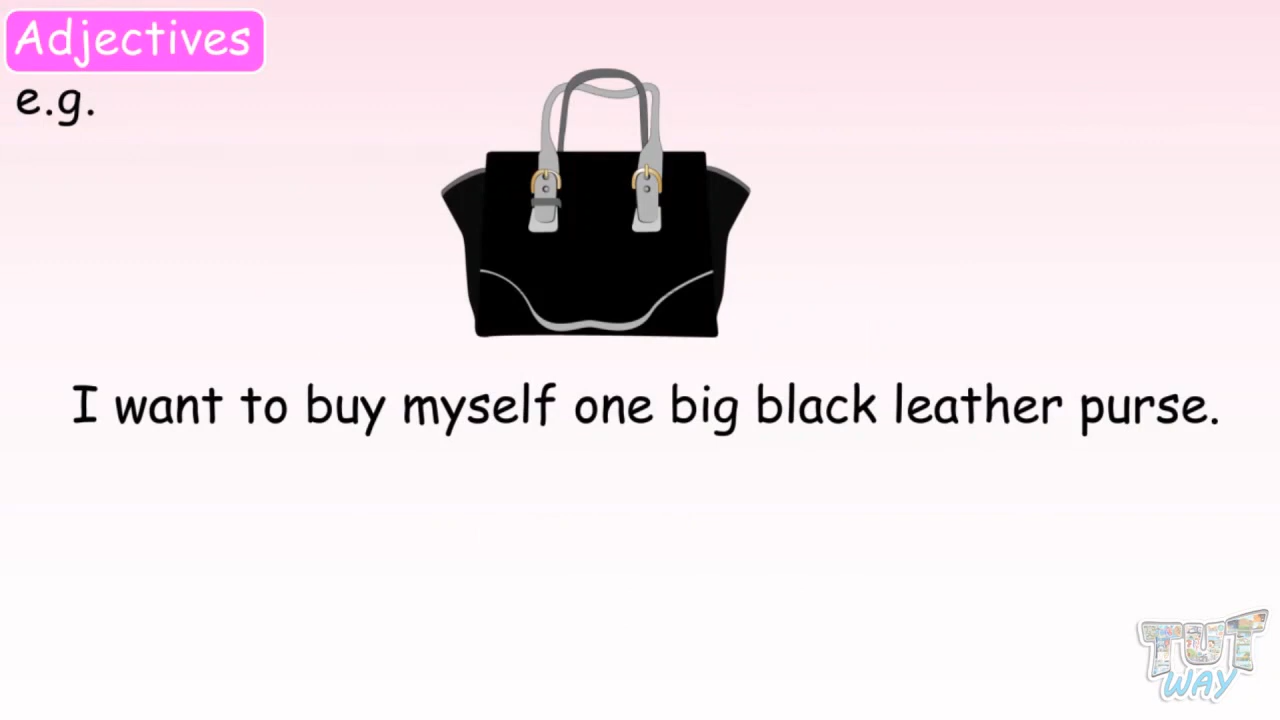 Adjectives
e.g.
I want to buy myself one big black leather purse.
TUT
WAY